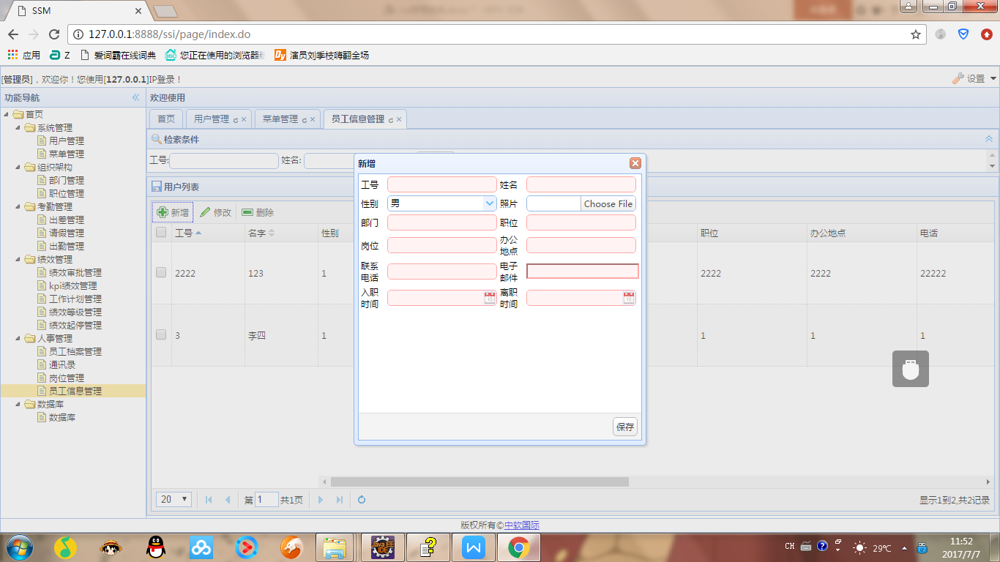 SSM
127.0.0.1:8888/ssi/page/index.do
应用 Z 爱词霸在线词典 您正在使用的浏览器版 演员刘季枝嗨翻全场
[管理员]，欢迎你！您使用[127.0.0.1]IP登录！ 设置
功能导航
首页
系统管理
用户管理
菜单管理
组织架构
部门管理
职位管理
考勤管理
出差管理
请假管理
出勤管理
绩效管理
绩效审批管理
kpi绩效管理
工作计划管理
绩效等级管理
绩效起停管理
人事管理
员工档案管理
通讯录
岗位管理
员工信息管理
数据库
数据库
欢迎使用
首页 用户管理 菜单管理 员工信息管理
检索条件
工号: 姓名:
用户列表
新增 修改 删除
工号 名字 性别 职位 办公地点 电话
2222 123 1 2222 2222 22222
3 李四 1 1 1 1
新增
工号 姓名
性别 男 照片 Choose File
部门 职位
岗位 办公地点
联系电话 电子邮件
入职时间 离职时间
保存
20 第 1 共1页 显示1到2,共2记录
版权所有©中软国际
Java EE IDE CH 29℃ 11:52
2017/7/7